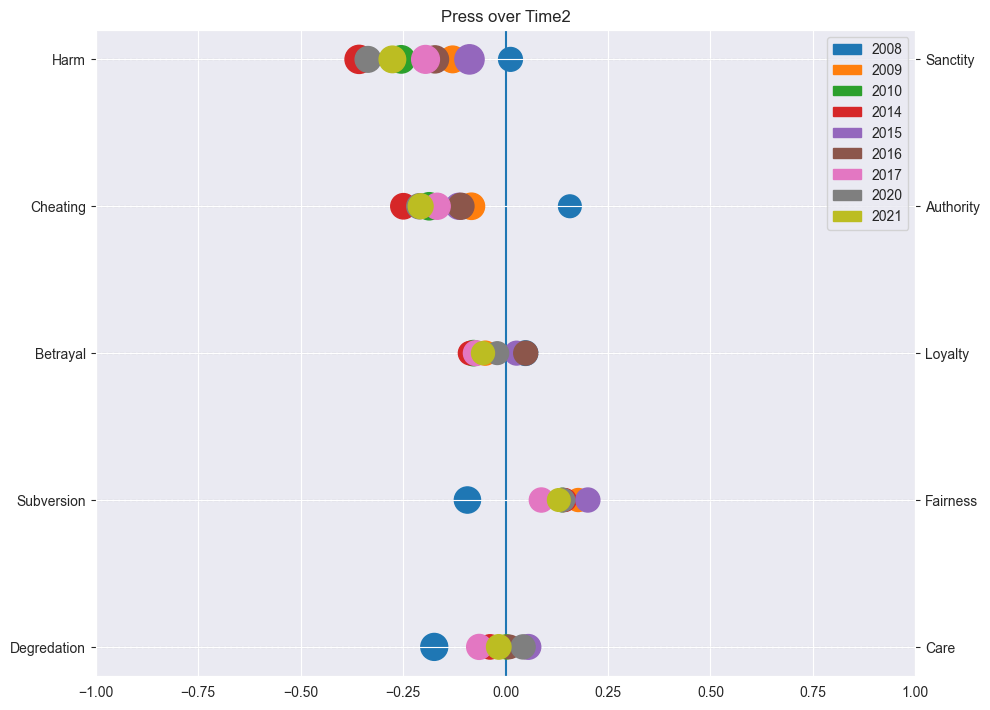 Press over Time2
Harm
Cheating
Betrayal
Subversion
Degredation
Sanctity
Authority
Loyalty
Fairness
Care
2008
2009
2010
2014
2015
2016
2017
2020
2021
−1.00
−0.75
−0.50
−0.25
0.00
0.25
0.50
0.75
1.00